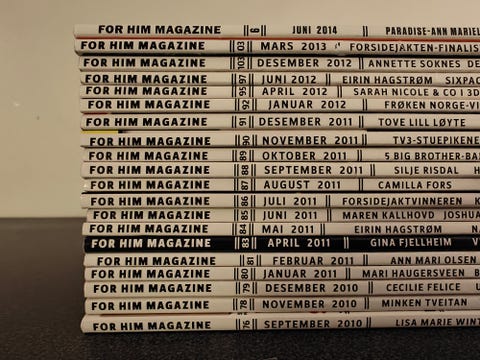 FOR HIM MAGAZINE 6 JUNI 2014 PARADISE-ANN MARIEL
FOR HIM MAGAZINE 03 MARS 2013 FORSIDEJAKTEN-FINALIS
FOR HIM MAGAZINE 103 DESEMBER 2012 ANNETTE SOKNES DE
FOR HIM MAGAZINE 97 JUNI 2012 EIRIN HAGSTRØM SIXPAC
FOR HIM MAGAZINE 95 APRIL 2012 SARAH NICOLE & CO I 3D
FOR HIM MAGAZINE 92 JANUAR 2012 FRØKEN NORGE-VI
FOR HIM MAGAZINE 91 DESEMBER 2011 TOVE LILL LØYTE
FOR HIM MAGAZINE 90 NOVEMBER 2011 TV3-STUEPIKENE
FOR HIM MAGAZINE 89 OKTOBER 2011 5 BIG BROTHER-BA
FOR HIM MAGAZINE 88 SEPTEMBER 2011 SILJE RISDAL H
FOR HIM MAGAZINE 87 AUGUST 2011 CAMILLA FORS
FOR HIM MAGAZINE 86 JULI 2011 FORSIDEJAKTVINNEREN
FOR HIM MAGAZINE 85 JUNI 2011 MAREN KALLHOVD JOSHUA
FOR HIM MAGAZINE 84 MAI 2011 EIRIN HAGSTRØM
FOR HIM MAGAZINE 83 APRIL 2011 GINA FJELLHEIM
FOR HIM MAGAZINE 81 FEBRUAR 2011 ANN MARI OLSEN
FOR HIM MAGAZINE 80 JANUAR 2011 MARI HAUGERSVEEN B
FOR HIM MAGAZINE 79 DESEMBER 2010 CECILIE FELICE
FOR HIM MAGAZINE 78 NOVEMBER 2010 MINKEN TVEITAN
FOR HIM MAGAZINE 76 SEPTEMBER 2010 LISA MARIE WINT